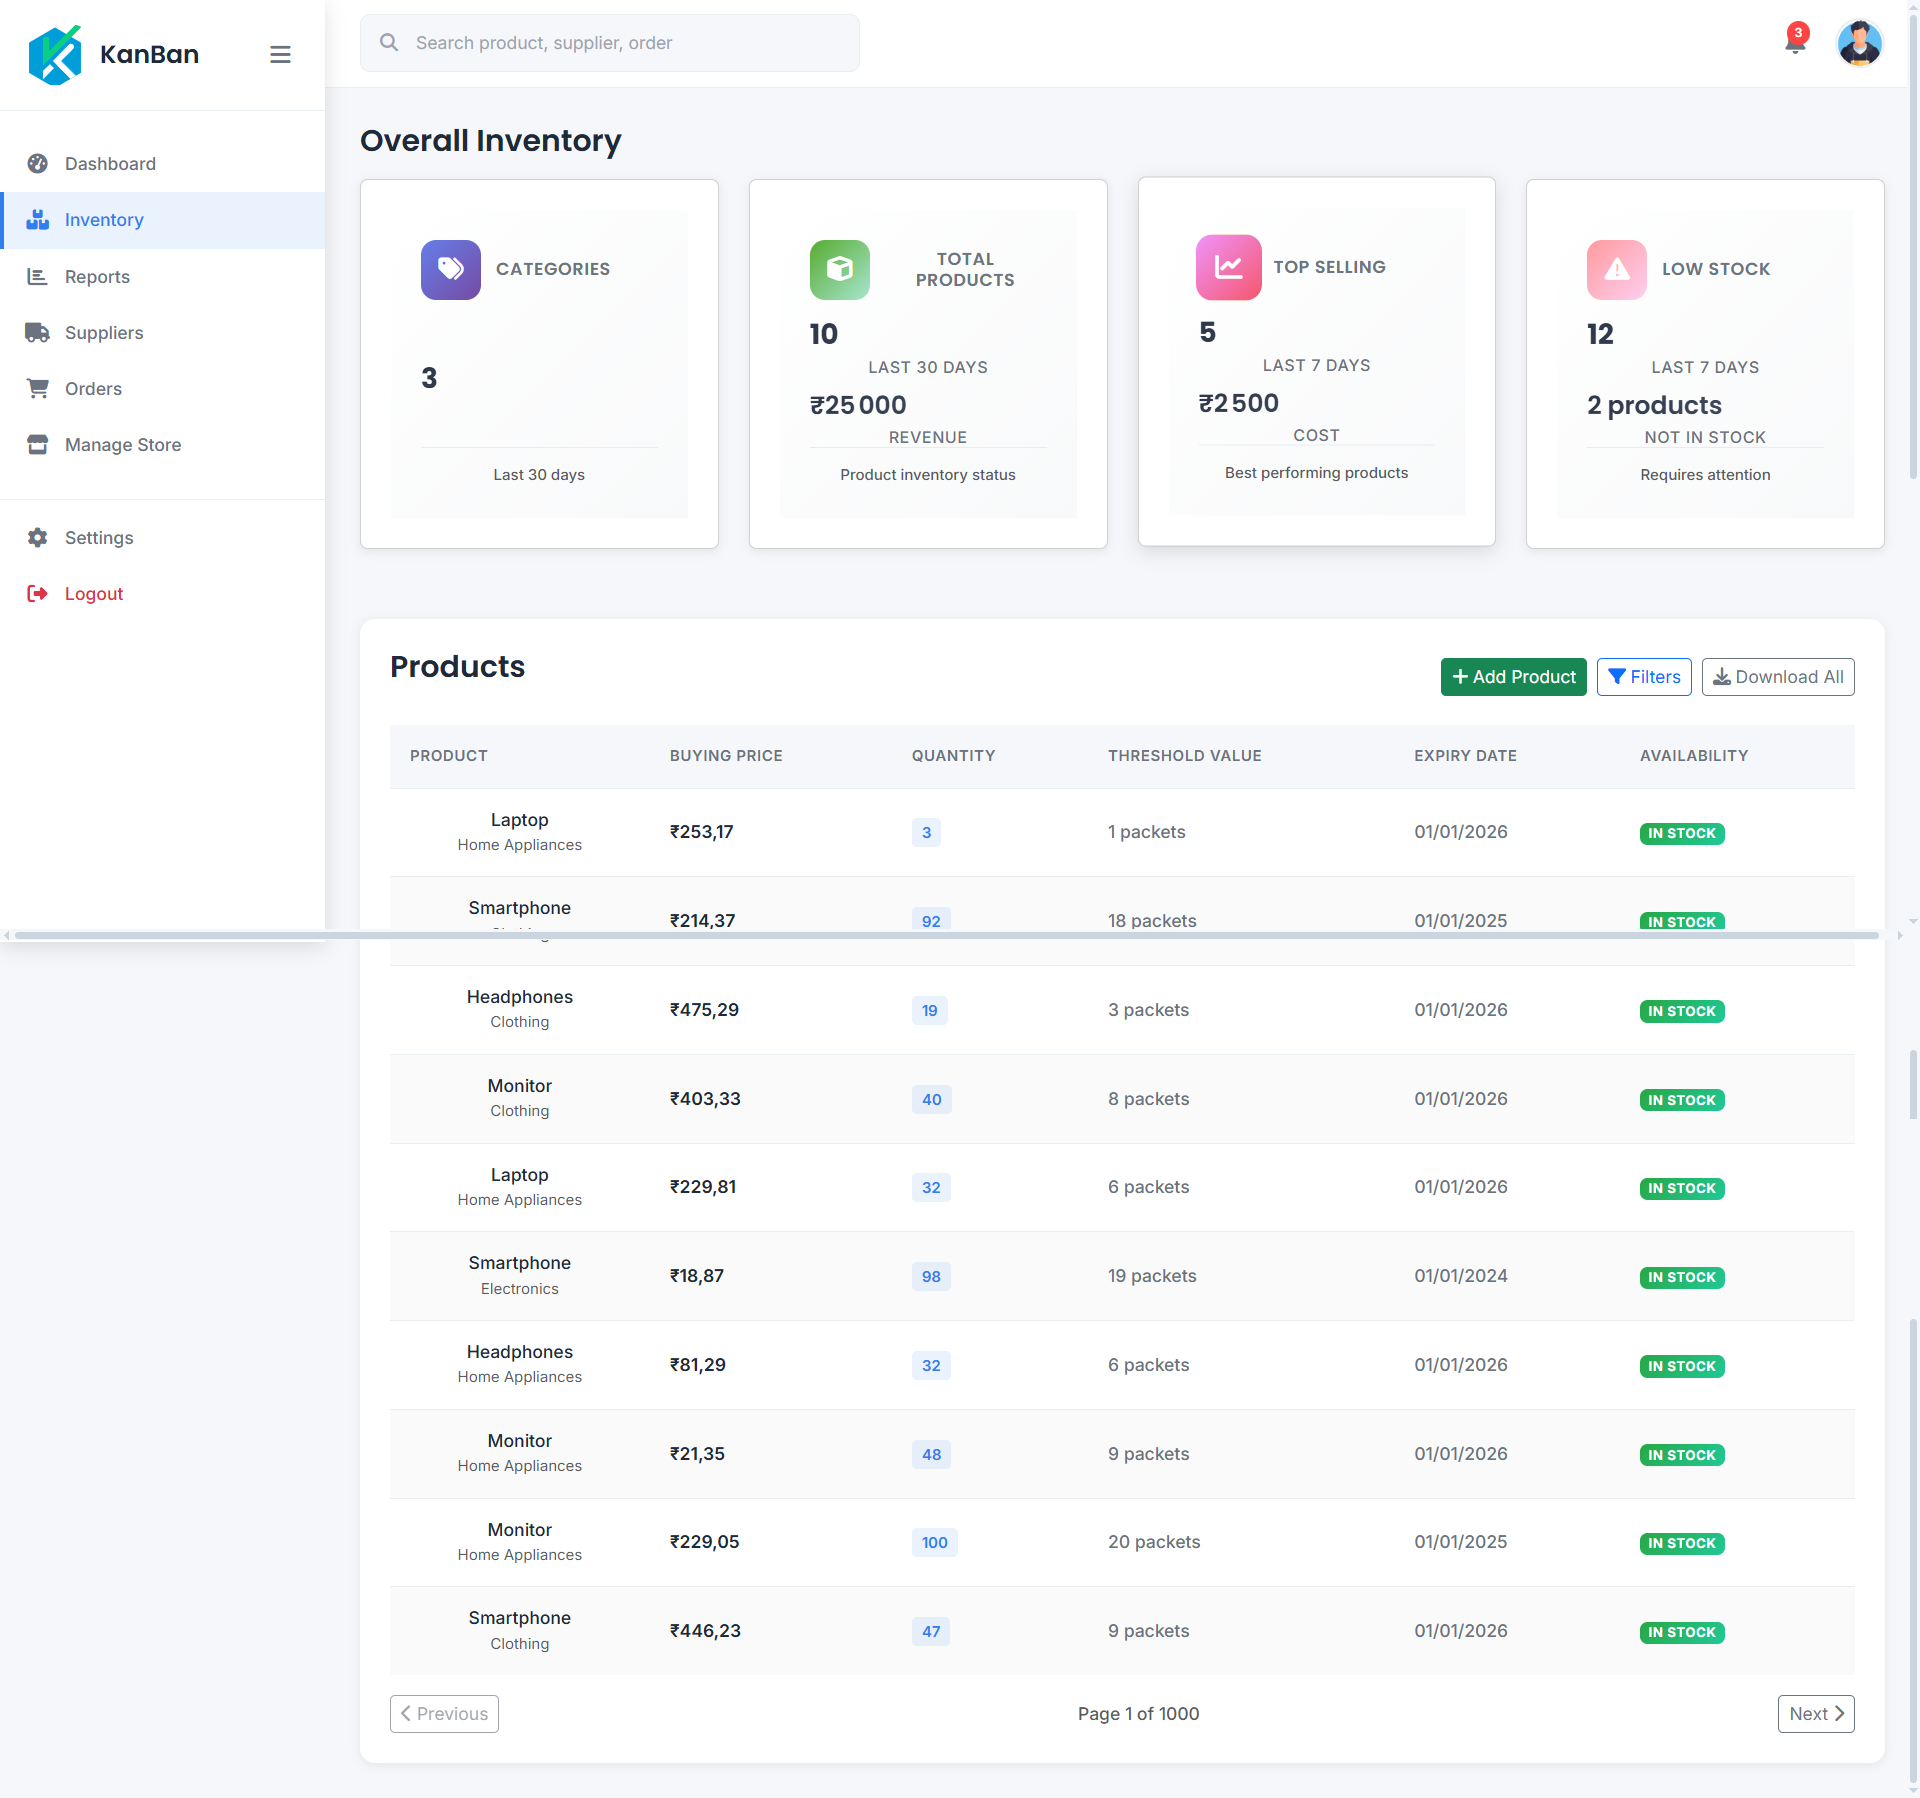 KanBan
Search product, supplier, order
3
Dashboard
Inventory
Reports
Suppliers
Orders
Manage Store
Settings
Logout
Overall Inventory
CATEGORIES
3
Last 30 days
TOTAL
PRODUCTS
10
LAST 30 DAYS
₹25 000
REVENUE
Product inventory status
TOP SELLING
5
LAST 7 DAYS
₹2 500
COST
Best performing products
LOW STOCK
12
LAST 7 DAYS
2 products
NOT IN STOCK
Requires attention
Products
Add Product
Filters
Download All
PRODUCT BUYING PRICE QUANTITY THRESHOLD VALUE EXPIRY DATE AVAILABILITY
Laptop
Home Appliances
₹253,17 3 1 packets 01/01/2026 IN STOCK
Smartphone
₹214,37 92 18 packets 01/01/2025 IN STOCK
Headphones
Clothing
₹475,29 19 3 packets 01/01/2026 IN STOCK
Monitor
Clothing
₹403,33 40 8 packets 01/01/2026 IN STOCK
Laptop
Home Appliances
₹229,81 32 6 packets 01/01/2026 IN STOCK
Smartphone
Electronics
₹18,87 98 19 packets 01/01/2024 IN STOCK
Headphones
Home Appliances
₹81,29 32 6 packets 01/01/2026 IN STOCK
Monitor
Home Appliances
₹21,35 48 9 packets 01/01/2026 IN STOCK
Monitor
Home Appliances
₹229,05 100 20 packets 01/01/2025 IN STOCK
Smartphone
Clothing
₹446,23 47 9 packets 01/01/2026 IN STOCK
Previous
Page 1 of 1000
Next